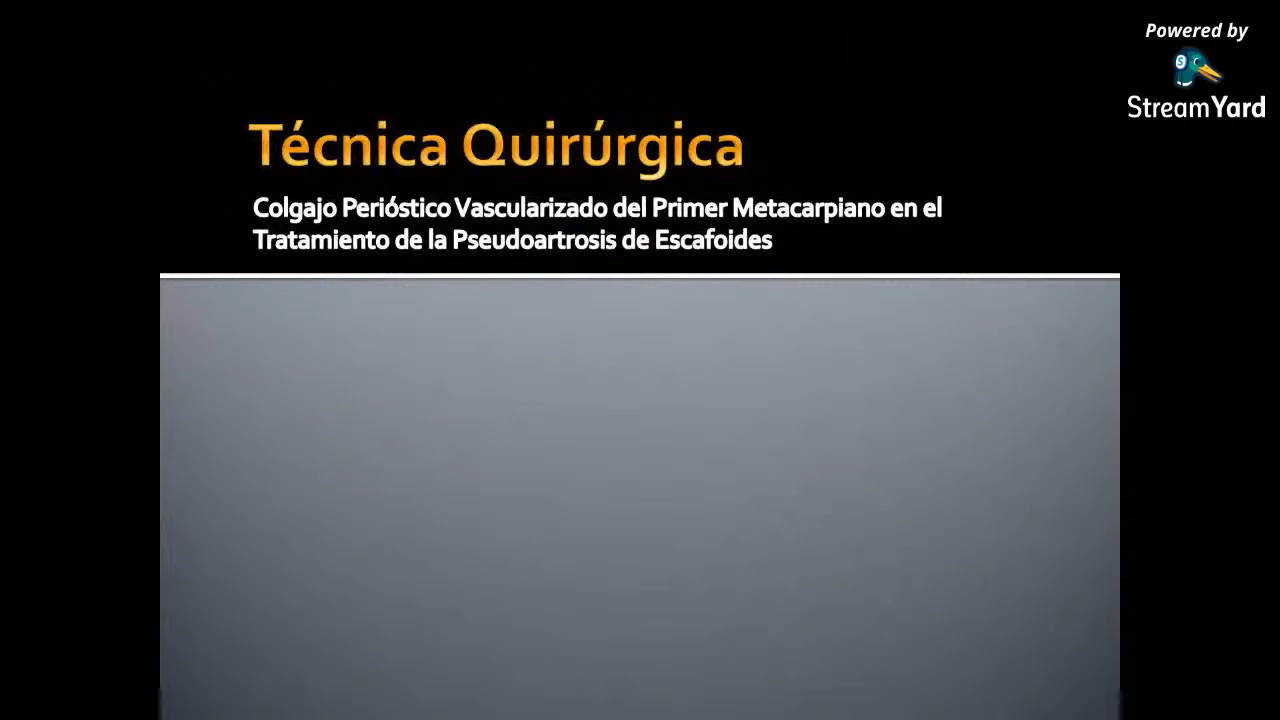 Powered by
StreamYard
Técnica Quirúrgica
Colgajo Perióstico Vascularizado del Primer Metacarpiano en el
Tratamiento de la Pseudoartrosis de Escafoides